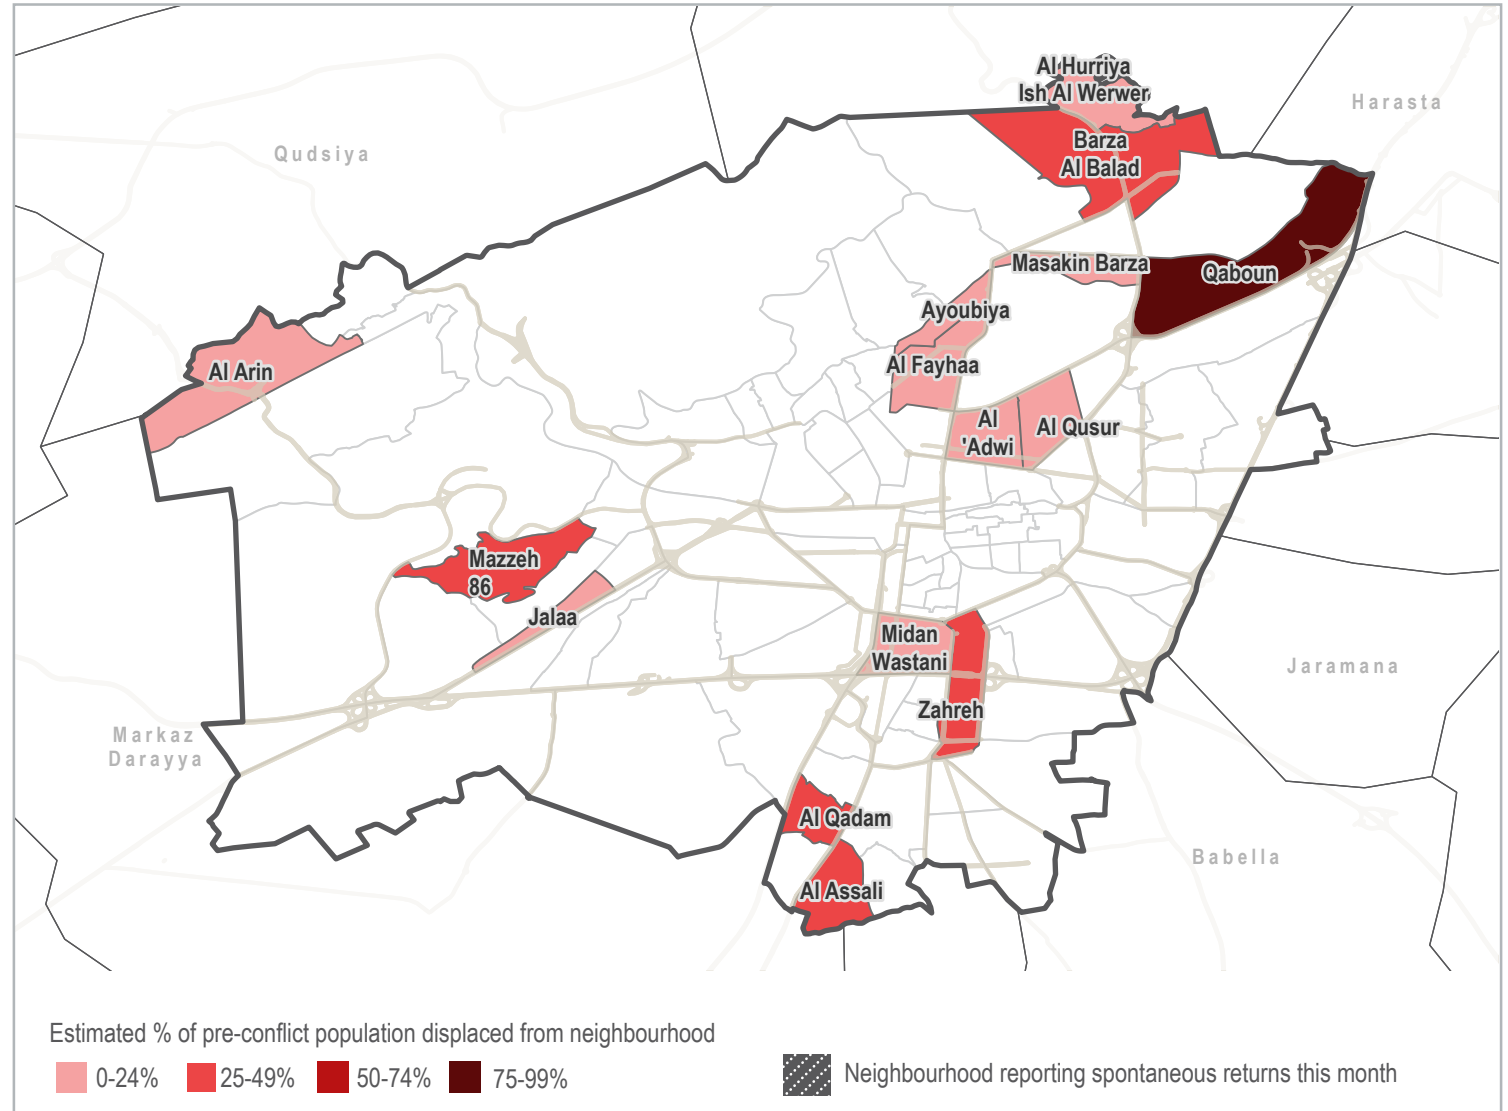 Al Hurriya
Ish Al Werwer
Harasta
Barza
Al Balad
Qudsiya
Masakin Barza
Qaboun
Ayoubiya
Al Fayhaa
Al Arin
Al
'Adwi
Al Qusur
Mazzeh
86
Jalaa
Midan
Wastani
Jaramana
Zahreh
Markaz
Darayya
Al Qadam
Babella
Al Assali
Estimated % of pre-conflict population displaced from neighbourhood
0-24%
25-49%
50-74%
75-99%
Neighbourhood reporting spontaneous returns this month